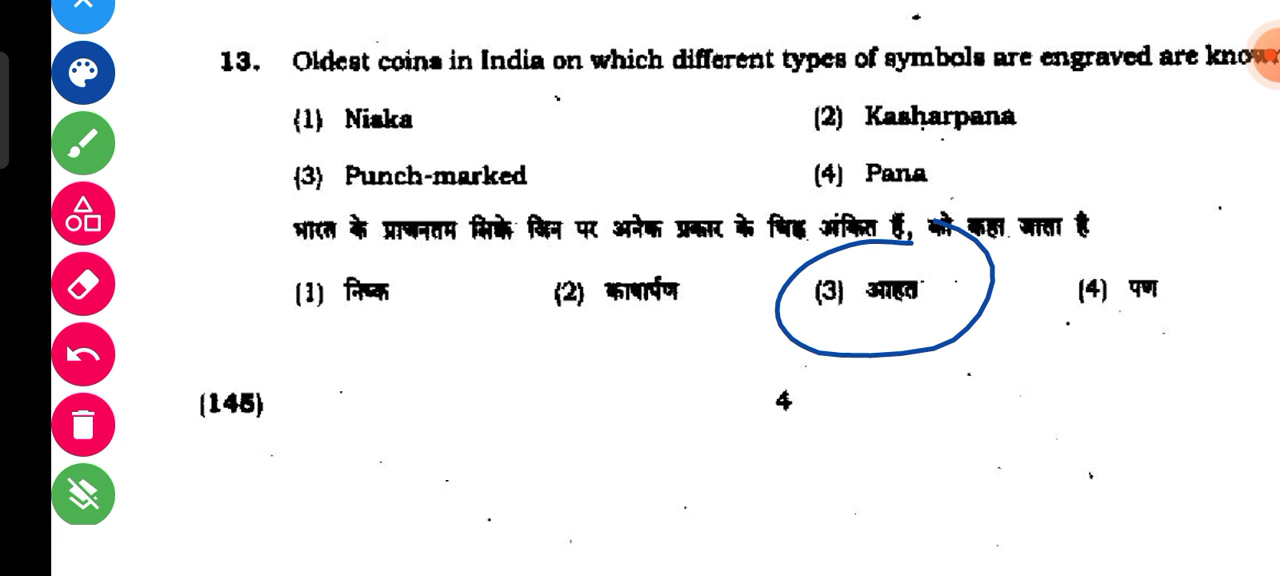 13. Oldest coins in India on which different types of symbols are engraved are know
(1) Niska (2) Kasharpana
(3) Punch-marked (4) Pana
भारत के प्राचनतम सिक्के जिन पर अनेक प्रकार के चिह्न अंकित हैं, को कहा जाता है
(1) निष्क (2) काषार्पण (3) आहत (4) पण
(145) 4